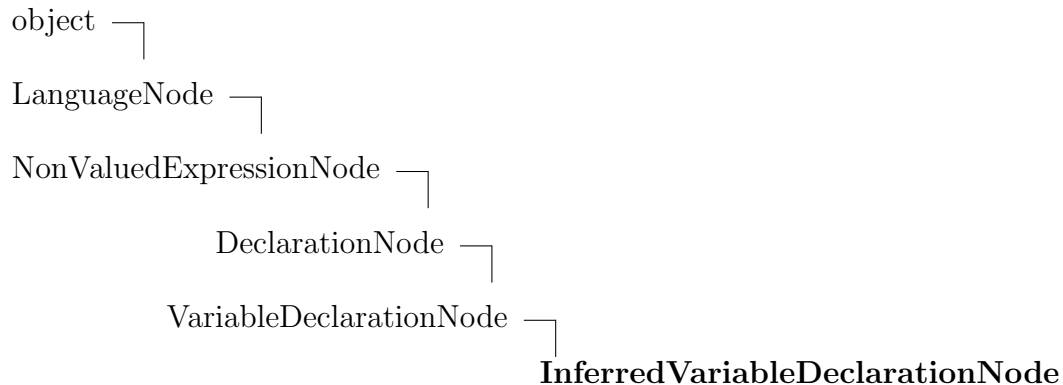 object
LanguageNode
NonValuedExpressionNode
DeclarationNode
VariableDeclarationNode
InferredVariableDeclarationNode